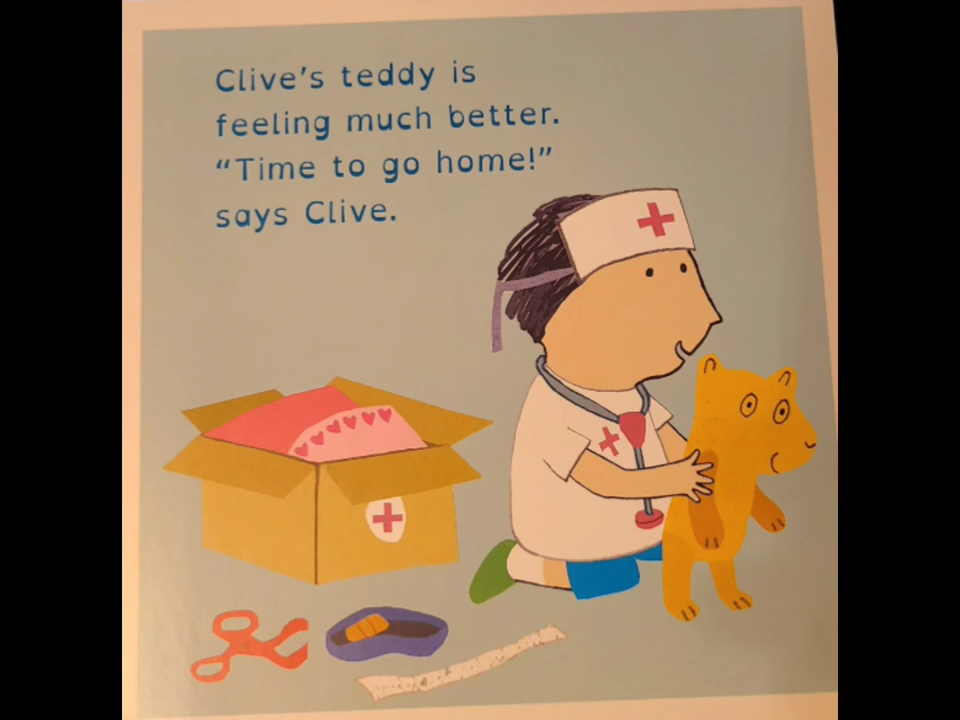 Clive's teddy is
feeling much better.
“Time to go home!”
says Clive.